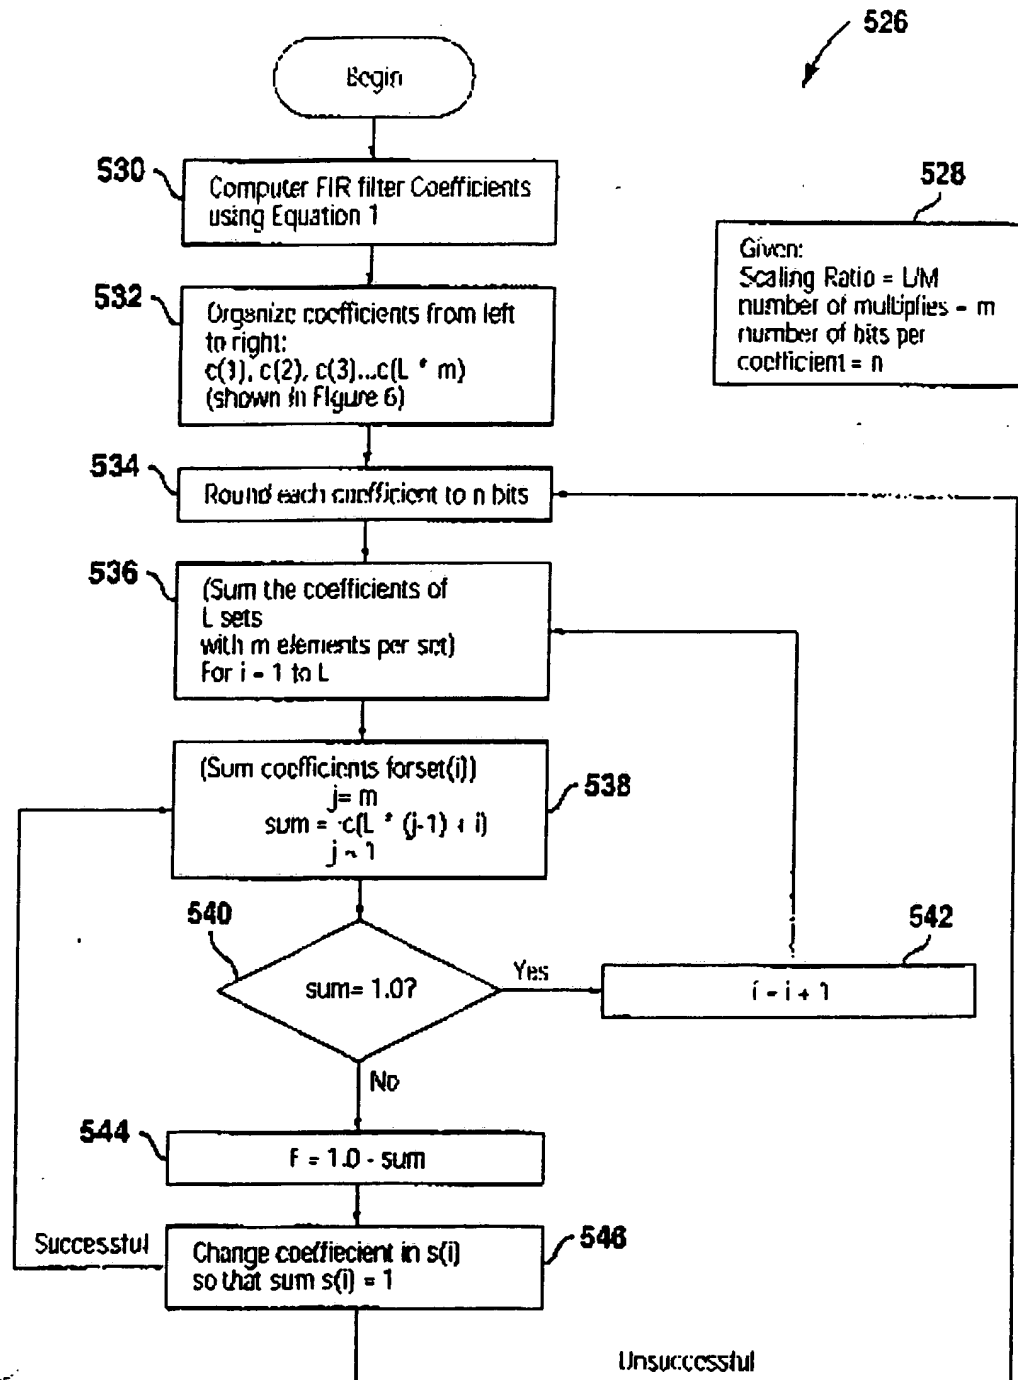 526
Begin
530
Computer FIR filter Coefficients
using Equation 1
528
Given:
Scaling Ratio = L/M
number of multiplies = m
number of bits per
coefficient = n
532
Organize coefficients from left
to right:
c(1), c(2), c(3)...c(L * m)
(shown in Figure 6)
534
Round each coefficient to n bits
536
(Sum the coefficients of
L sets
with m elements per set)
For i = 1 to L
(Sum coefficients forset(i))
j= m
sum = c(L * (j-1) + i)
j = 1
538
540
sum= 1.0?
Yes
542
i = i + 1
No
544
= 1.0 - sum
Successful
546
Change coeffiecient in s(i)
so that sum s(i) = 1
Unsuccessful